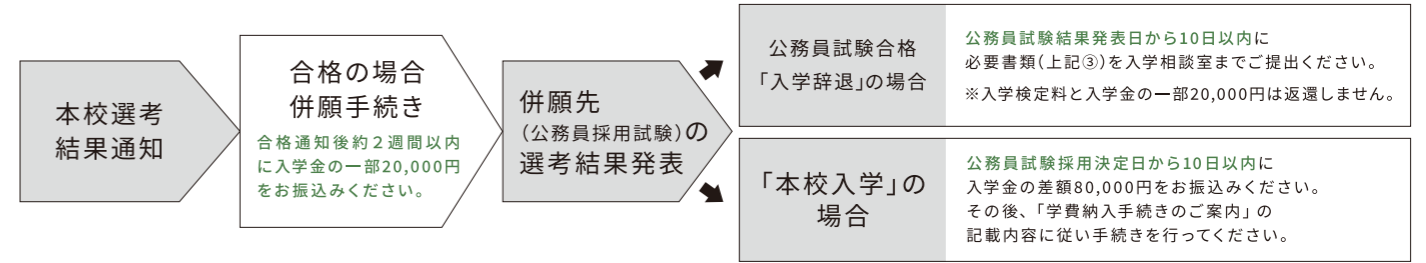 本校選考
結果通知
合格の場合
併願手続き
合格通知後約２週間以内
に入学金の一部20,000円
をお振込みください。
併願先
（公務員採用試験）の
選考結果発表
公務員試験合格
「入学辞退」の場合
公務員試験結果発表日から10日以内に
必要書類（上記③）を入学相談室までご提出ください。
※入学検定料と入学金の一部20,000円は返還しません。
「本校入学」の
場合
公務員試験採用決定日から10日以内に
入学金の差額80,000円をお振込みください。
その後、「学費納入手続きのご案内」の
記載内容に従い手続きを行ってください。